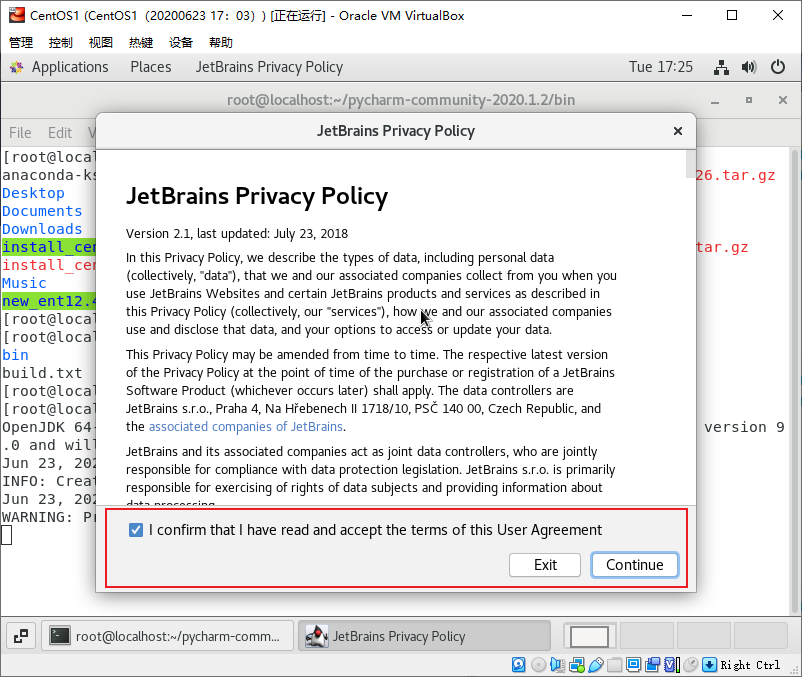 CentOS1 (CentOS1（20200623 17：03）) [正在运行] - Oracle VM VirtualBox
管理 控制 视图 热键 设备 帮助
Applications Places JetBrains Privacy Policy Tue 17:25
root@localhost:~/pycharm-community-2020.1.2/bin
File Edit V
JetBrains Privacy Policy
[root@local
anaconda-ks 26.tar.gz
Desktop
Documents
Downloads
install_cen tar.gz
install_cen
Music
new_ent12.4
[root@local
[root@local
bin
build.txt
[root@local
[root@local
OpenJDK 64- version 9
.0 and will
Jun 23, 202
INFO: Creat
Jun 23, 202
WARNING: Pr
JetBrains Privacy Policy
Version 2.1, last updated: July 23, 2018
In this Privacy Policy, we describe the types of data, including personal data
(collectively, "data"), that we and our associated companies collect from you when you
use JetBrains Websites and certain JetBrains products and services as described in
this Privacy Policy (collectively, our "services"), how we and our associated companies
use and disclose that data, and your options to access or update your data.
This Privacy Policy may be amended from time to time. The respective latest version
of the Privacy Policy at the point of time of the purchase or registration of a JetBrains
Software Product (whichever occurs later) shall apply. The data controllers are
JetBrains s.r.o., Praha 4, Na Hřebenech II 1718/10, PSČ 140 00, Czech Republic, and
the associated companies of JetBrains.
JetBrains and its associated companies act as joint data controllers, who are jointly
responsible for compliance with data protection legislation. JetBrains s.r.o. is primarily
responsible for exercising of rights of data subjects and providing information about
data processing.
I confirm that I have read and accept the terms of this User Agreement
Exit Continue
root@localhost:~/pycharm-comm... JetBrains Privacy Policy
Right Ctrl